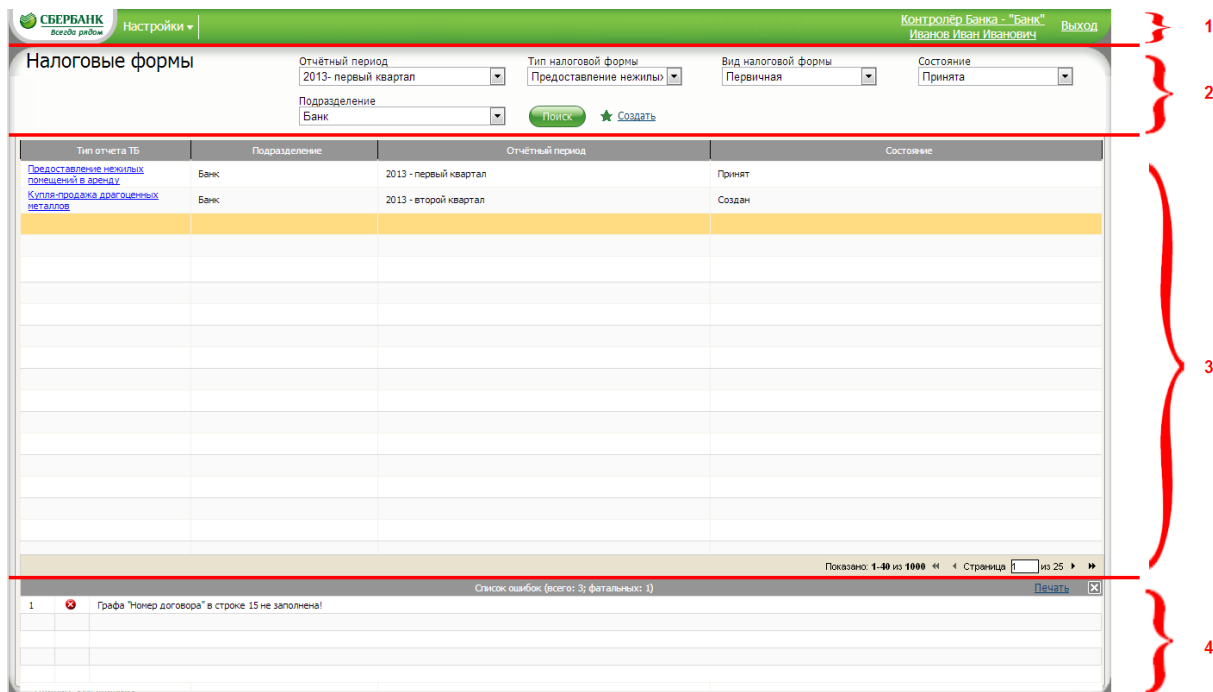 СБЕРБАНК
Всегда рядом
Настройки
Контролёр Банка - "Банк"
Иванов Иван Иванович
Выход
1
Налоговые формы
Отчётный период
2013- первый квартал
Тип налоговой формы
Предоставление нежилы
Вид налоговой формы
Первичная
Состояние
Принята
Подразделение
Банк
Поиск
Создать
2
Тип отчета ТБ
Подразделение
Отчётный период
Состояние
Предоставление нежилых
помещений в аренду
Банк
2013 - первый квартал
Принят
Купля-продажа драгоценных
металлов
Банк
2013 - второй квартал
Создан
3
Показано: 1-40 из 1000
Страница 1 из 25
Список ошибок (всего: 3; фатальных: 1)
Печать
1 Графа "Номер договора" в строке 15 не заполнена!
4